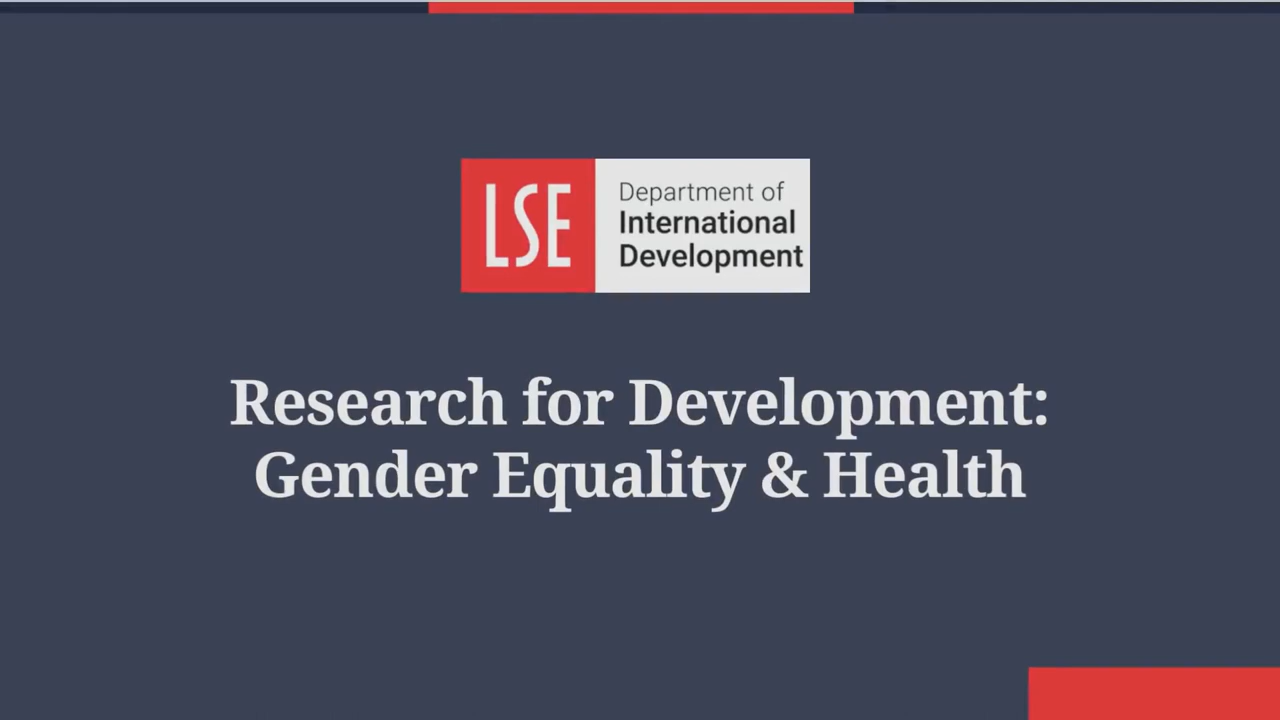 LSE
Department of
International
Development
Research for Development:
Gender Equality & Health